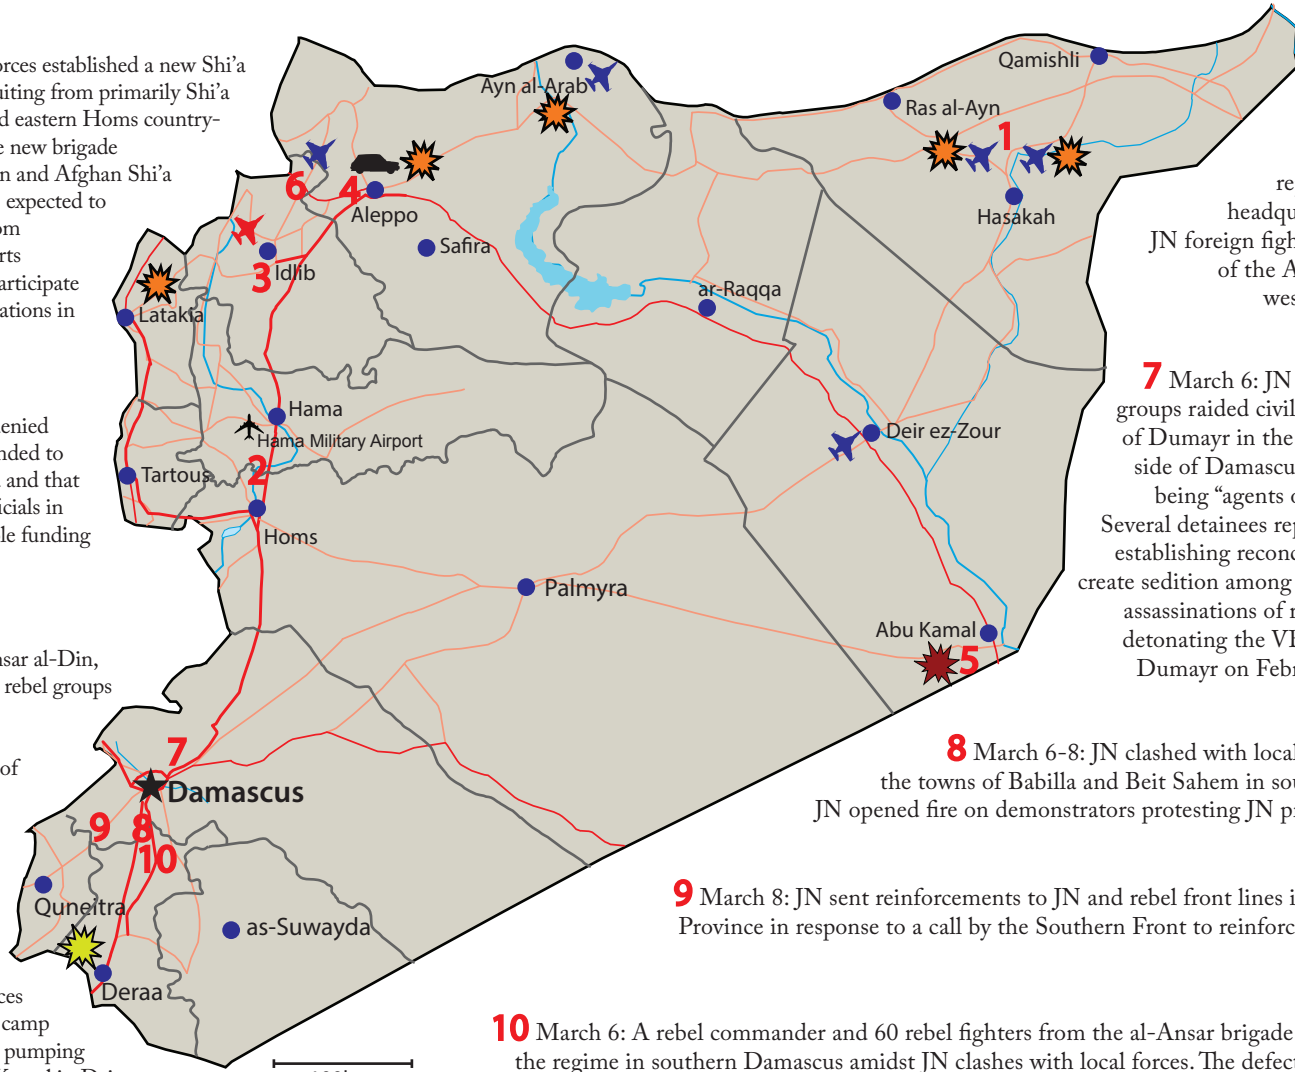 orces established a new Shi'a
uiting from primarily Shi'a
d eastern Homs country-
e new brigade
n and Afghan Shi'a
expected to
om
rts
articipate
ations in
enied
nded to
and that
icials in
le funding
nsar al-Din,
rebel groups
of
ces
camp
pumping
Ayn al-Arab
Qamishli
Ras al-Ayn
1
6
4
Aleppo
Hasakah
Safira
3
Idlib
ar-Raqqa
Latakia
Hama
Hama Military Airport
Deir ez-Zour
2
Tartous
Homs
Palmyra
Abu Kamal
5
7
Damascus
9
8
10
Quneitra
as-Suwayda
Deraa
re
headqu
JN foreign figh
of the A
wes
7 March 6: JN
groups raided civil
of Dumayr in the
side of Damascu
being “agents o
Several detainees rep
establishing reconc
create sedition among
assassinations of r
detonating the VB
Dumayr on Febr
8 March 6-8: JN clashed with local
the towns of Babilla and Beit Sahem in sou
JN opened fire on demonstrators protesting JN pr
9 March 8: JN sent reinforcements to JN and rebel front lines i
Province in response to a call by the Southern Front to reinforc
10 March 6: A rebel commander and 60 rebel fighters from the al-Ansar brigade
the regime in southern Damascus amidst JN clashes with local forces. The defect